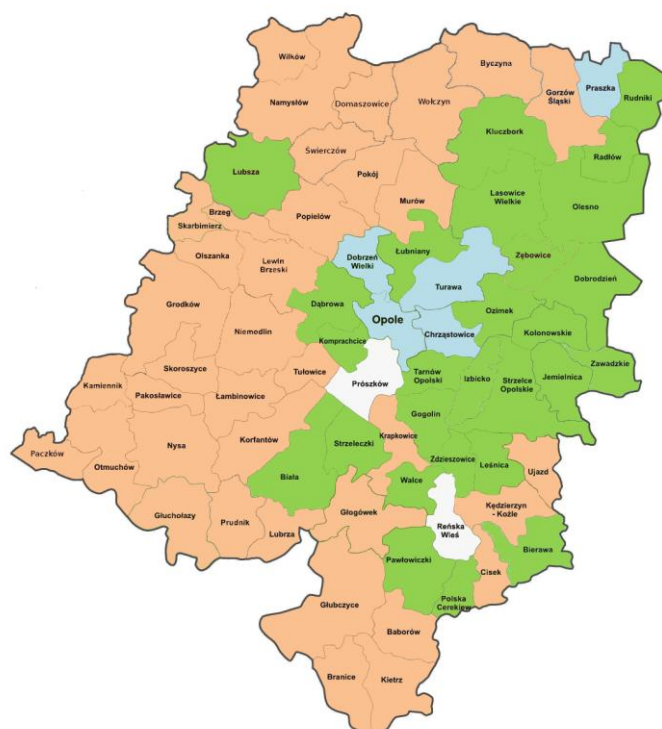 Wilków
Byczyna
Praszka
Gorzów
Śląski
Rudniki
Namysłów
Domaszowice
Wołczyn
Kluczbork
Radłów
Świerczów
Lubsza
Pokój
Lasowice
Wielkie
Olesno
Murów
Brzeg
Popielów
Skarbimierz
Łubniany
Zębowice
Olszanka
Lewin
Brzeski
Dobrzeń
Wielki
Dobrodzień
Turawa
Grodków
Dąbrowa
Opole
Ozimek
Niemodlin
Chrząstowice
Kolonowskie
Komprachcice
Skoroszyce
Tułowice
Tarnów
Opolski
Izbicko
Strzelce
Opolskie
Jemielnica
Zawadzkie
Kamiennik
Pakosławice
Łambinowice
Prószków
Gogolin
Paczków
Otmuchów
Nysa
Korfantów
Strzeleczki
Krapkowice
Zdzieszowice
Leśnica
Ujazd
Biała
Walce
Głuchołazy
Prudnik
Lubrza
Głogówek
Reńska
Wieś
Kędzierzyn
- Koźle
Bierawa
Pawłowiczki
Cisek
Polska
Cerekiew
Głubczyce
Baborów
Branice
Kietrz